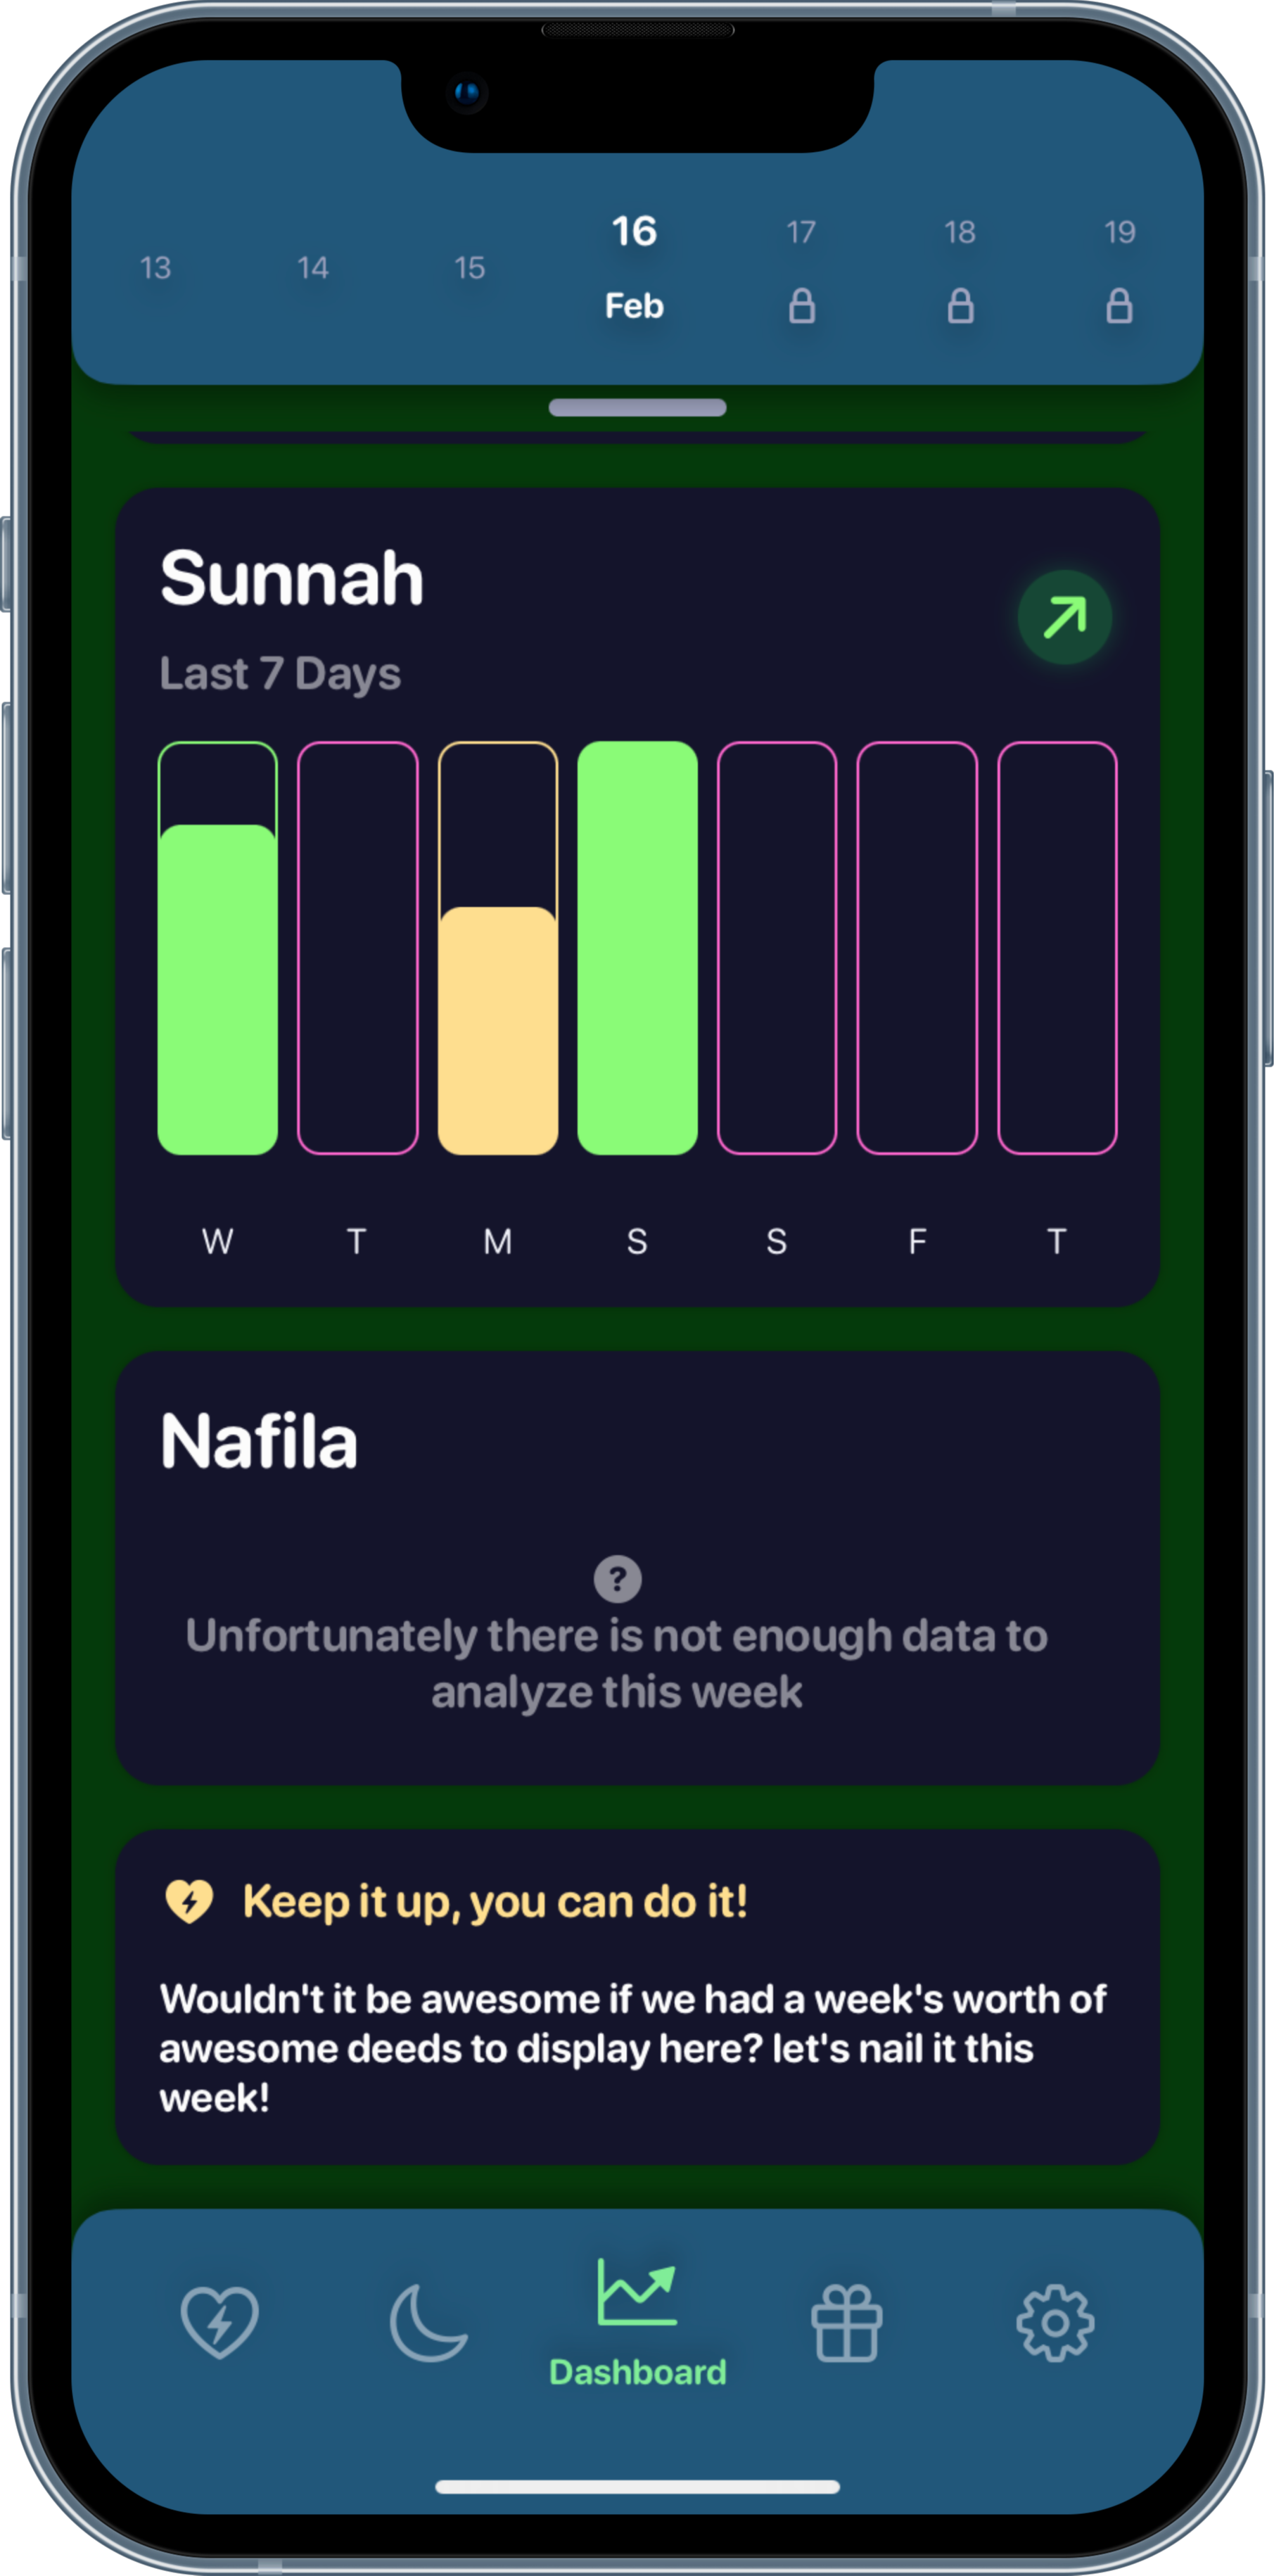 13 14 15 16 17 18 19
Feb
Sunnah
Last 7 Days
W T M S S F T
Nafila
?
Unfortunately there is not enough data to
analyze this week
Keep it up, you can do it!
Wouldn't it be awesome if we had a week's worth of
awesome deeds to display here? let's nail it this
week!
Dashboard